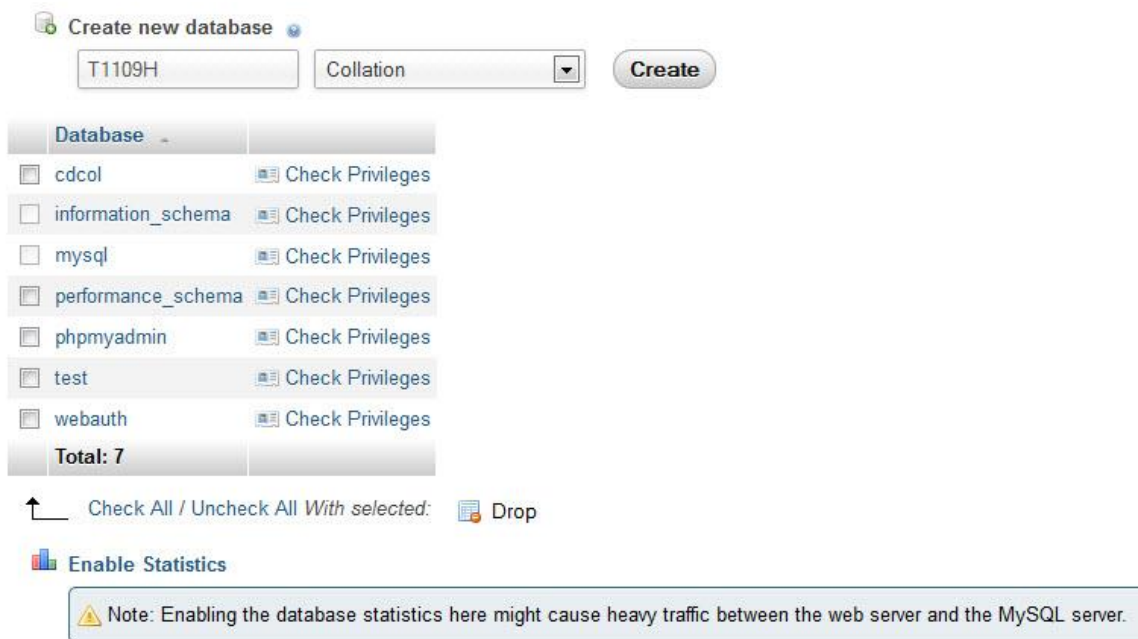 Create new database
T1109H Collation Create
Database
cdcol Check Privileges
information_schema Check Privileges
mysql Check Privileges
performance_schema Check Privileges
phpmyadmin Check Privileges
test Check Privileges
webauth Check Privileges
Total: 7
Check All / Uncheck All With selected: Drop
Enable Statistics
Note: Enabling the database statistics here might cause heavy traffic between the web server and the MySQL server.